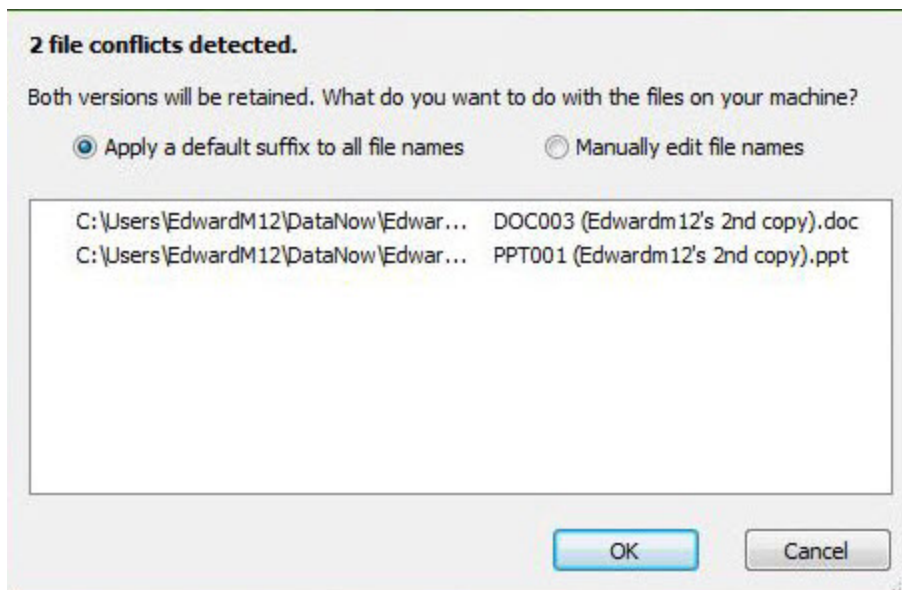 2 file conflicts detected.
Both versions will be retained. What do you want to do with the files on your machine?
Apply a default suffix to all file names Manually edit file names
C:\Users\EdwardM12\DataNow\Edwar... DOC003 (Edwardm12's 2nd copy).doc
C:\Users\EdwardM12\DataNow\Edwar... PPT001 (Edwardm12's 2nd copy).ppt
OK Cancel